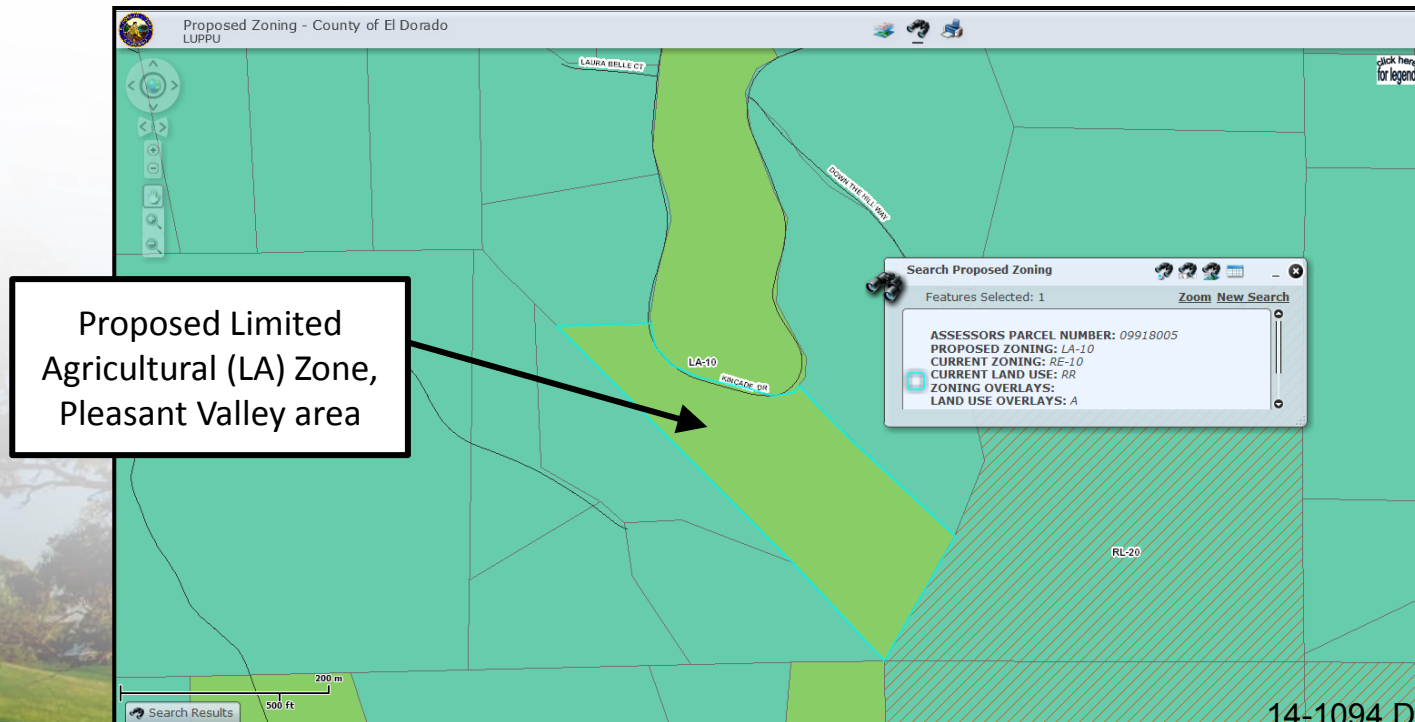 Proposed Zoning - County of El Dorado
LUPPU
click here
for legend
LAURA BELLE CT
DOWN THE HILL WAY
Search Proposed Zoning
Features Selected: 1
Zoom New Search
ASSESSORS PARCEL NUMBER: 09918005
PROPOSED ZONING: LA-10
CURRENT ZONING: RE-10
CURRENT LAND USE: RR
ZONING OVERLAYS:
LAND USE OVERLAYS: A
Proposed Limited
Agricultural (LA) Zone,
Pleasant Valley area
LA-10
KINCADE DR
RL-20
200 m
500 ft
Search Results
14-1094 D